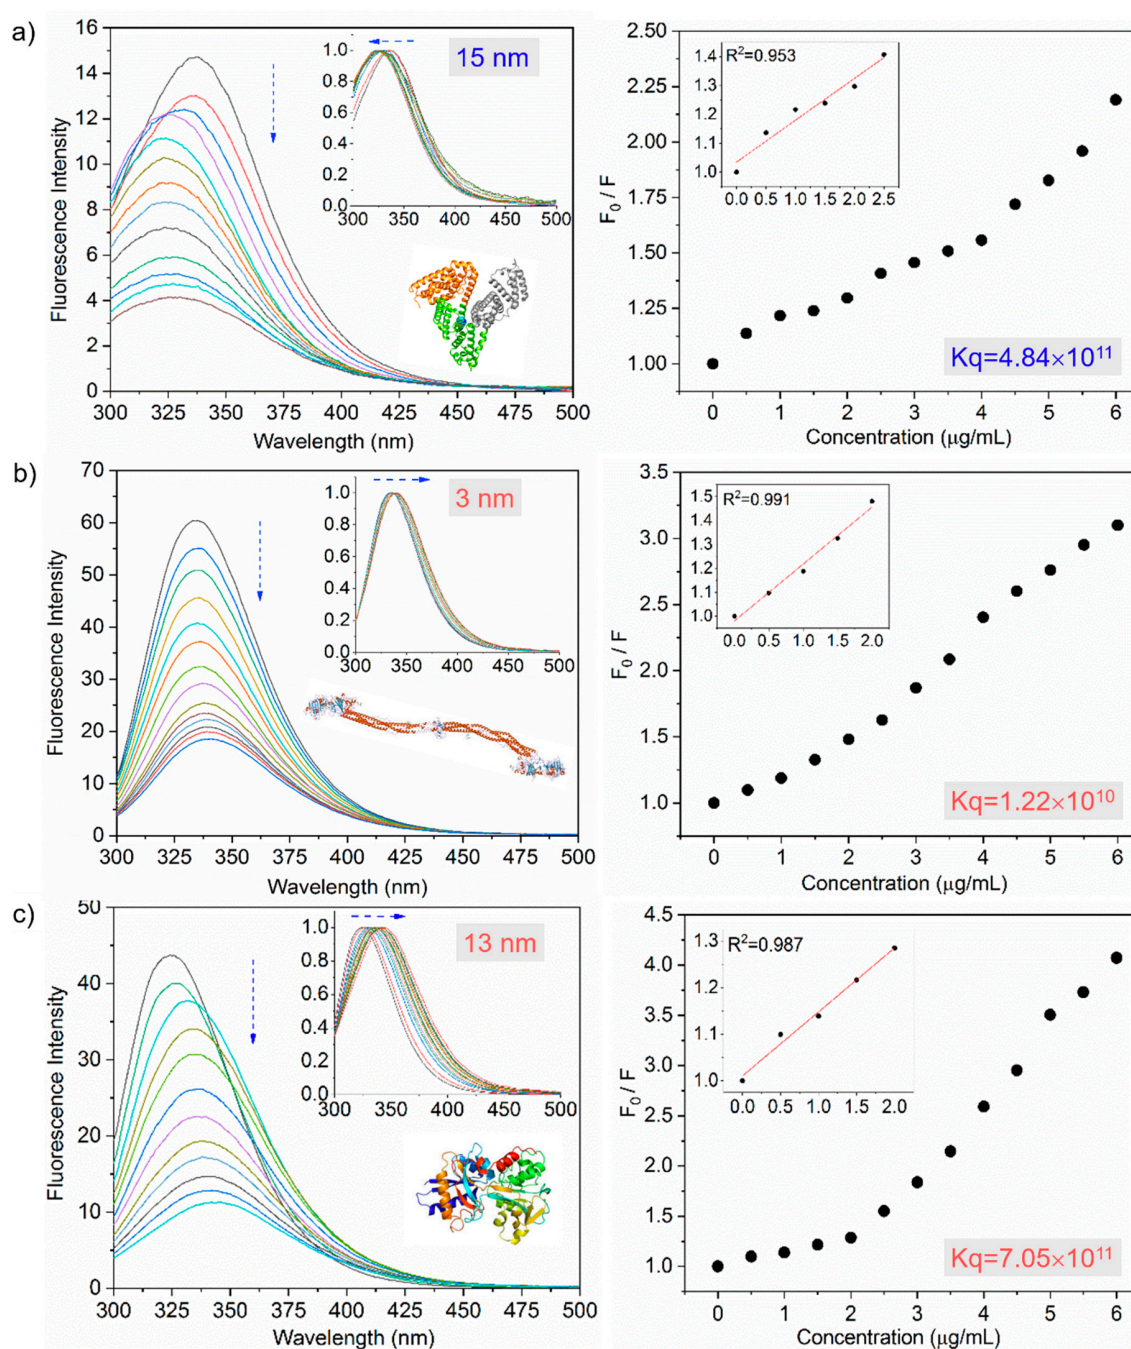 a)
16
14
12
10
8
6
4
2
0
300 325 350 375 400 425 450 475 500
Fluorescence Intensity
Wavelength (nm)
1.0
0.8
0.6
0.4
0.2
0.0
300 350 400 450 500
15 nm
2.50
2.25
2.00
1.75
1.50
1.25
1.00
F₀ / F
0 1 2 3 4 5 6
Concentration (μg/mL)
R²=0.953
1.4
1.3
1.2
1.1
1.0
0.0 0.5 1.0 1.5 2.0 2.5
Kq=4.84×10¹¹
b)
70
60
50
40
30
20
10
0
300 325 350 375 400 425 450 475 500
Fluorescence Intensity
Wavelength (nm)
1.0
0.8
0.6
0.4
0.2
0.0
300 350 400 450 500
3 nm
3.5
3.0
2.5
2.0
1.5
1.0
F₀ / F
0 1 2 3 4 5 6
Concentration (μg/mL)
R²=0.991
1.5
1.4
1.3
1.2
1.1
1.0
0.0 0.5 1.0 1.5 2.0
Kq=1.22×10¹⁰
c)
50
40
30
20
10
0
300 325 350 375 400 425 450 475 500
Fluorescence Intensity
Wavelength (nm)
1.0
0.8
0.6
0.4
0.2
0.0
300 350 400 450 500
13 nm
4.5
4.0
3.5
3.0
2.5
2.0
1.5
1.0
F₀ / F
0 1 2 3 4 5 6
Concentration (μg/mL)
R²=0.987
1.3
1.2
1.1
1.0
0.0 0.5 1.0 1.5 2.0
Kq=7.05×10¹¹